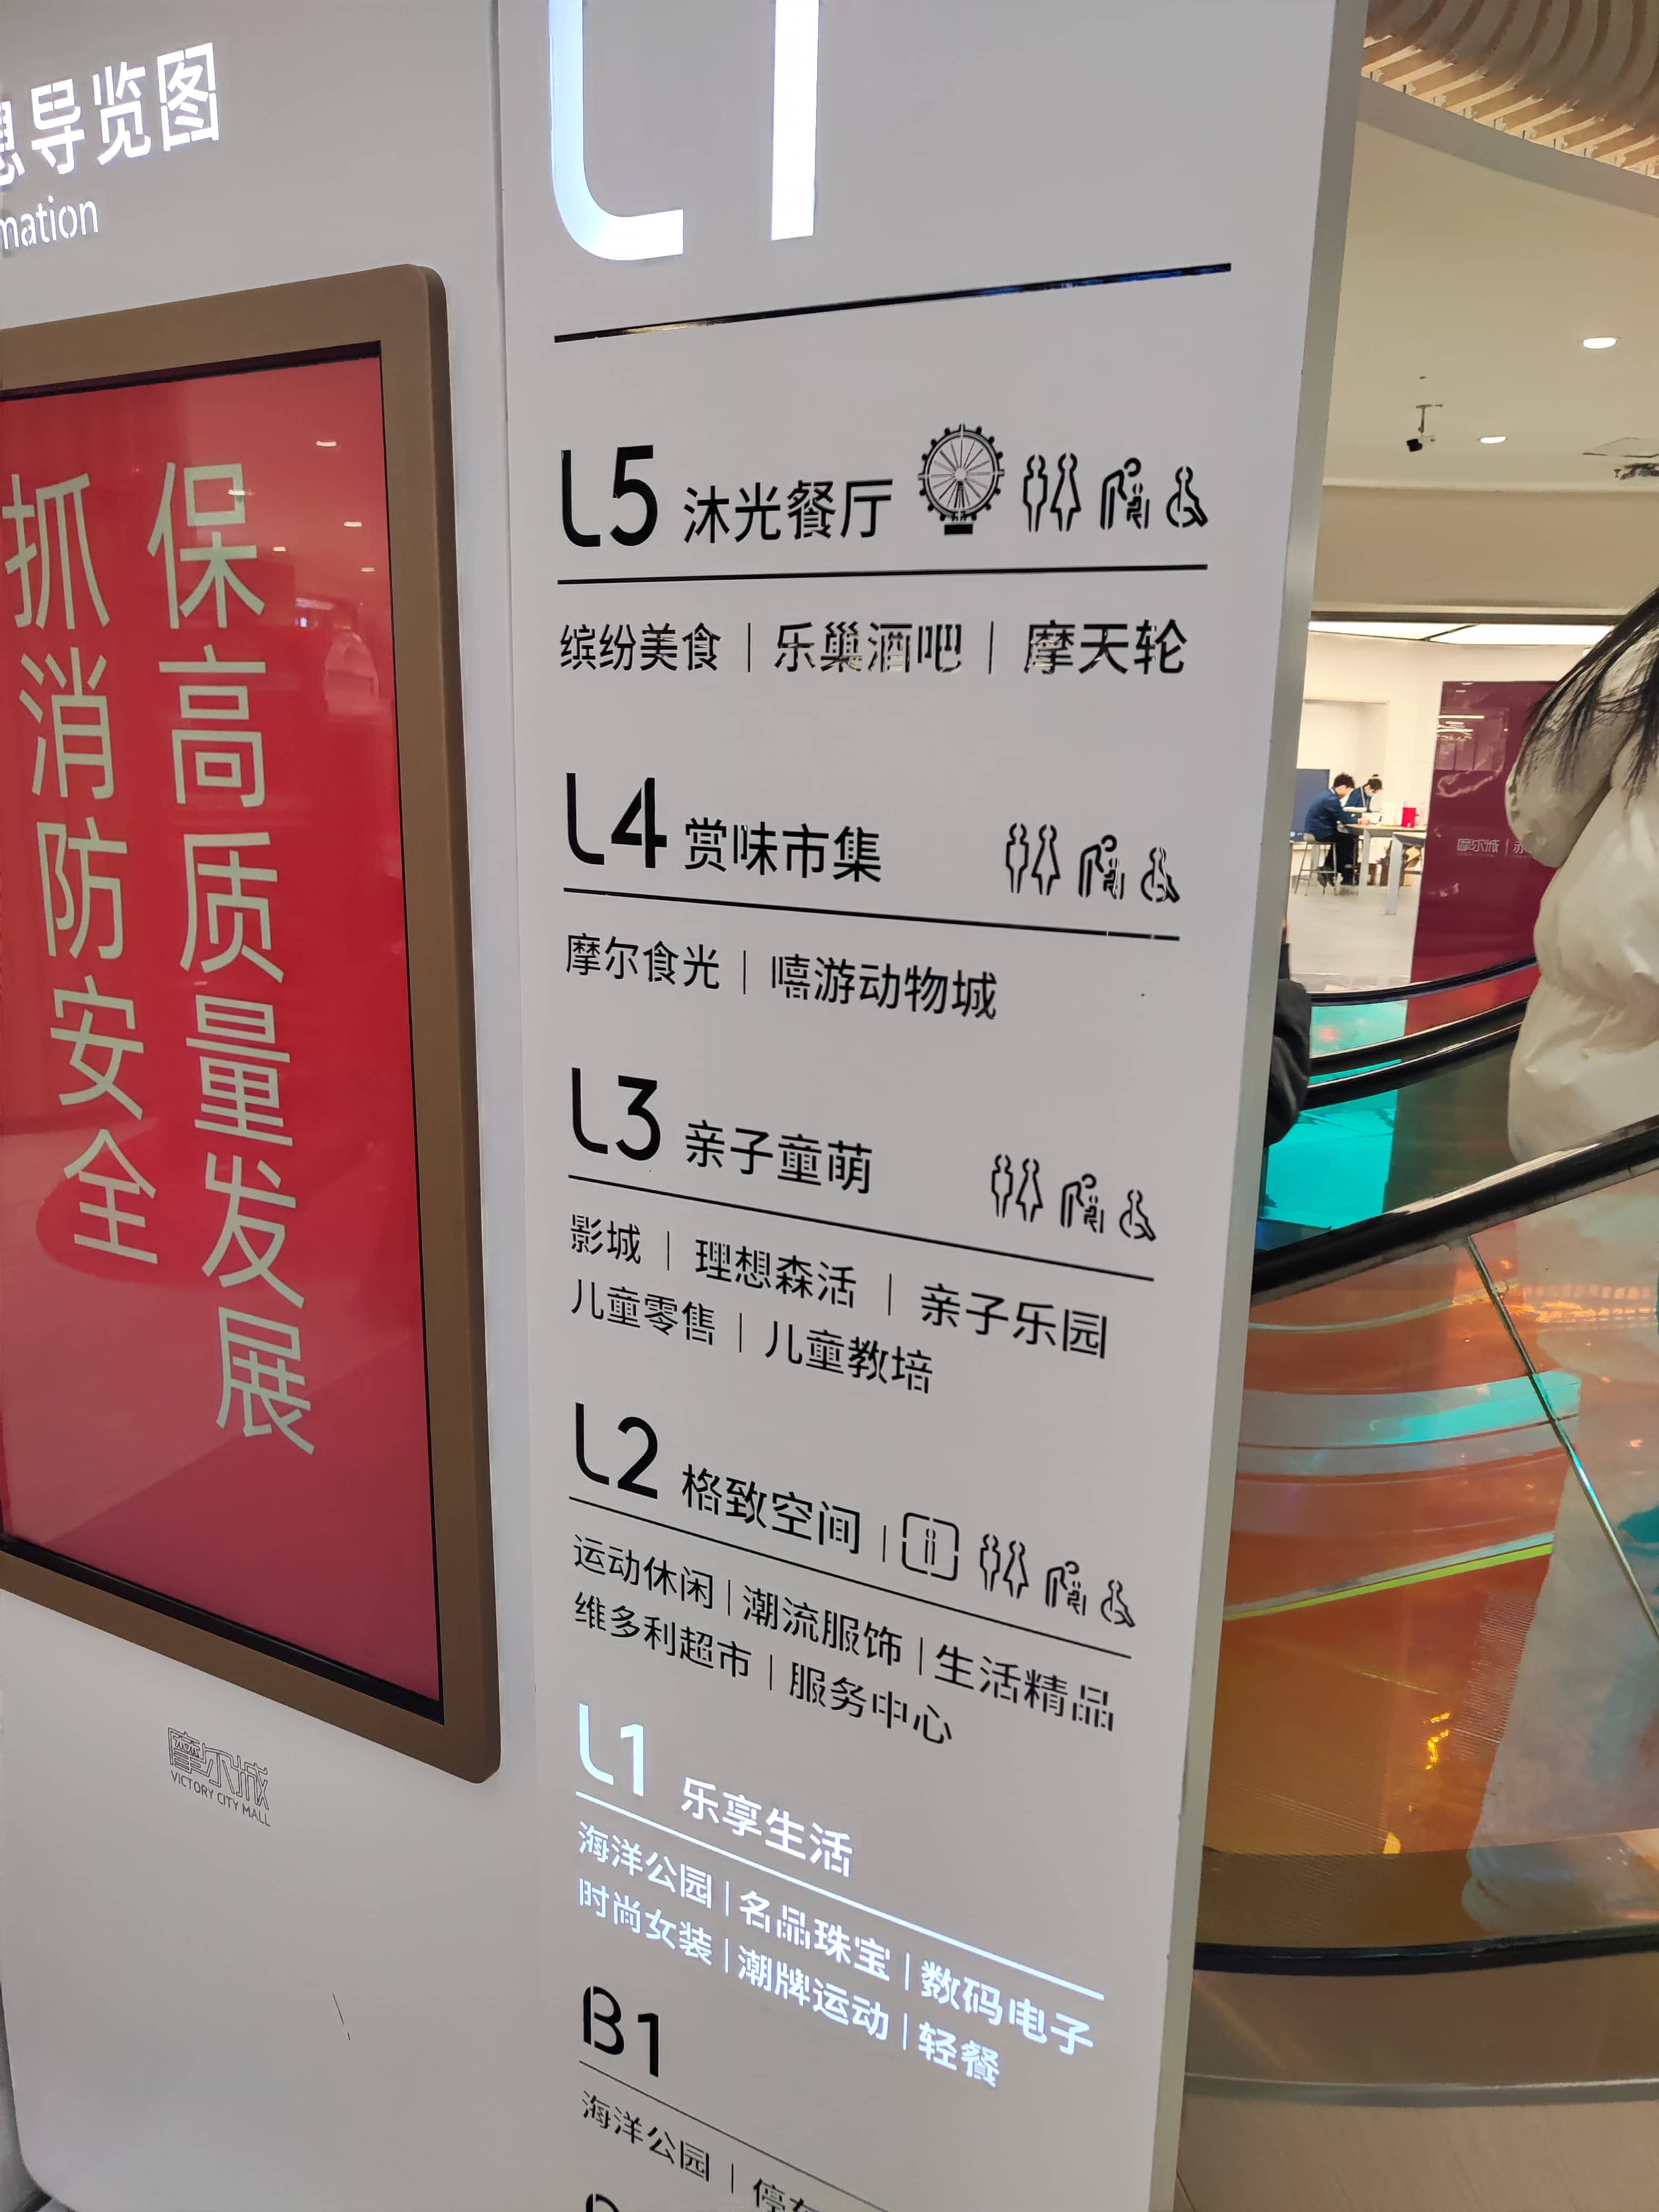 导览图
mation
保高质量发展
抓消防安全
摩尔城
VICTORY CITY MALL
L1
L5 沐光餐厅
缤纷美食 | 乐巢酒吧 | 摩天轮
L4 赏味市集
摩尔食光 | 嘻游动物城
L3 亲子童萌
影城 | 理想森活 | 亲子乐园
儿童零售 | 儿童教培
L2 格致空间 |
运动休闲 | 潮流服饰 | 生活精品
维多利超市 | 服务中心
L1 乐享生活
海洋公园 | 名品珠宝 | 数码电子
时尚女装 | 潮牌运动 | 轻餐
B1
海洋公园 | 停车
摩尔城